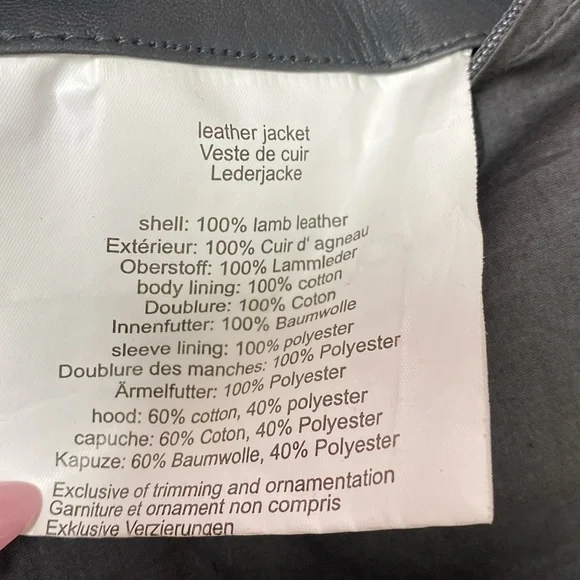 leather jacket
Veste de cuir
Lederjacke
shell: 100% lamb leather
Extérieur: 100% Cuir d' agneau
Oberstoff: 100% Lammleder
body lining: 100% cotton
Doublure: 100% Coton
Innenfutter: 100% Baumwolle
sleeve lining: 100% polyester
Doublure des manches: 100% Polyester
Ärmelfutter: 100% Polyester
hood: 60% cotton, 40% polyester
capuche: 60% Coton, 40% Polyester
Kapuze: 60% Baumwolle, 40% Polyester
Exclusive of trimming and ornamentation
Garniture et ornament non compris
Exklusive Verzierungen